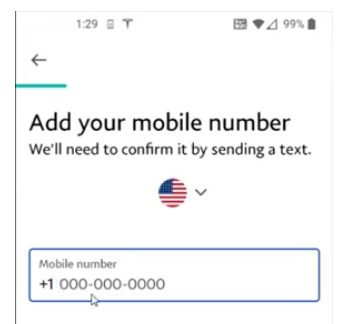 1:29 99%
Add your mobile number
We'll need to confirm it by sending a text.
Mobile number
+1 000-000-0000